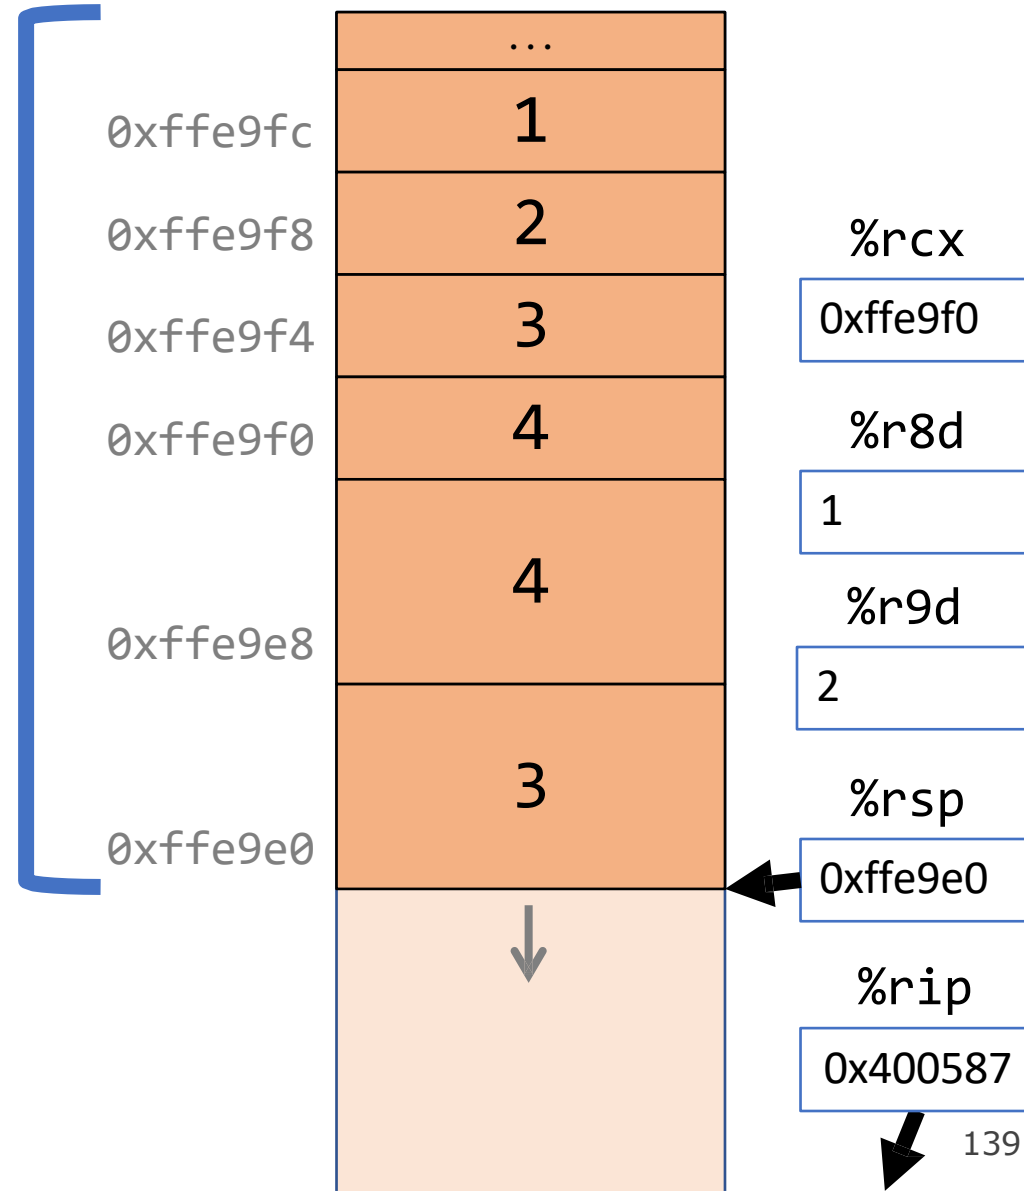 ...
0xffe9fc 1
0xffe9f8 2
%rcx
0xffe9f4 3
0xffe9f0
0xffe9f0 4
%r8d
1
4
%r9d
0xffe9e8
2
3
%rsp
0xffe9e0
0xffe9e0
%rip
0x400587
139